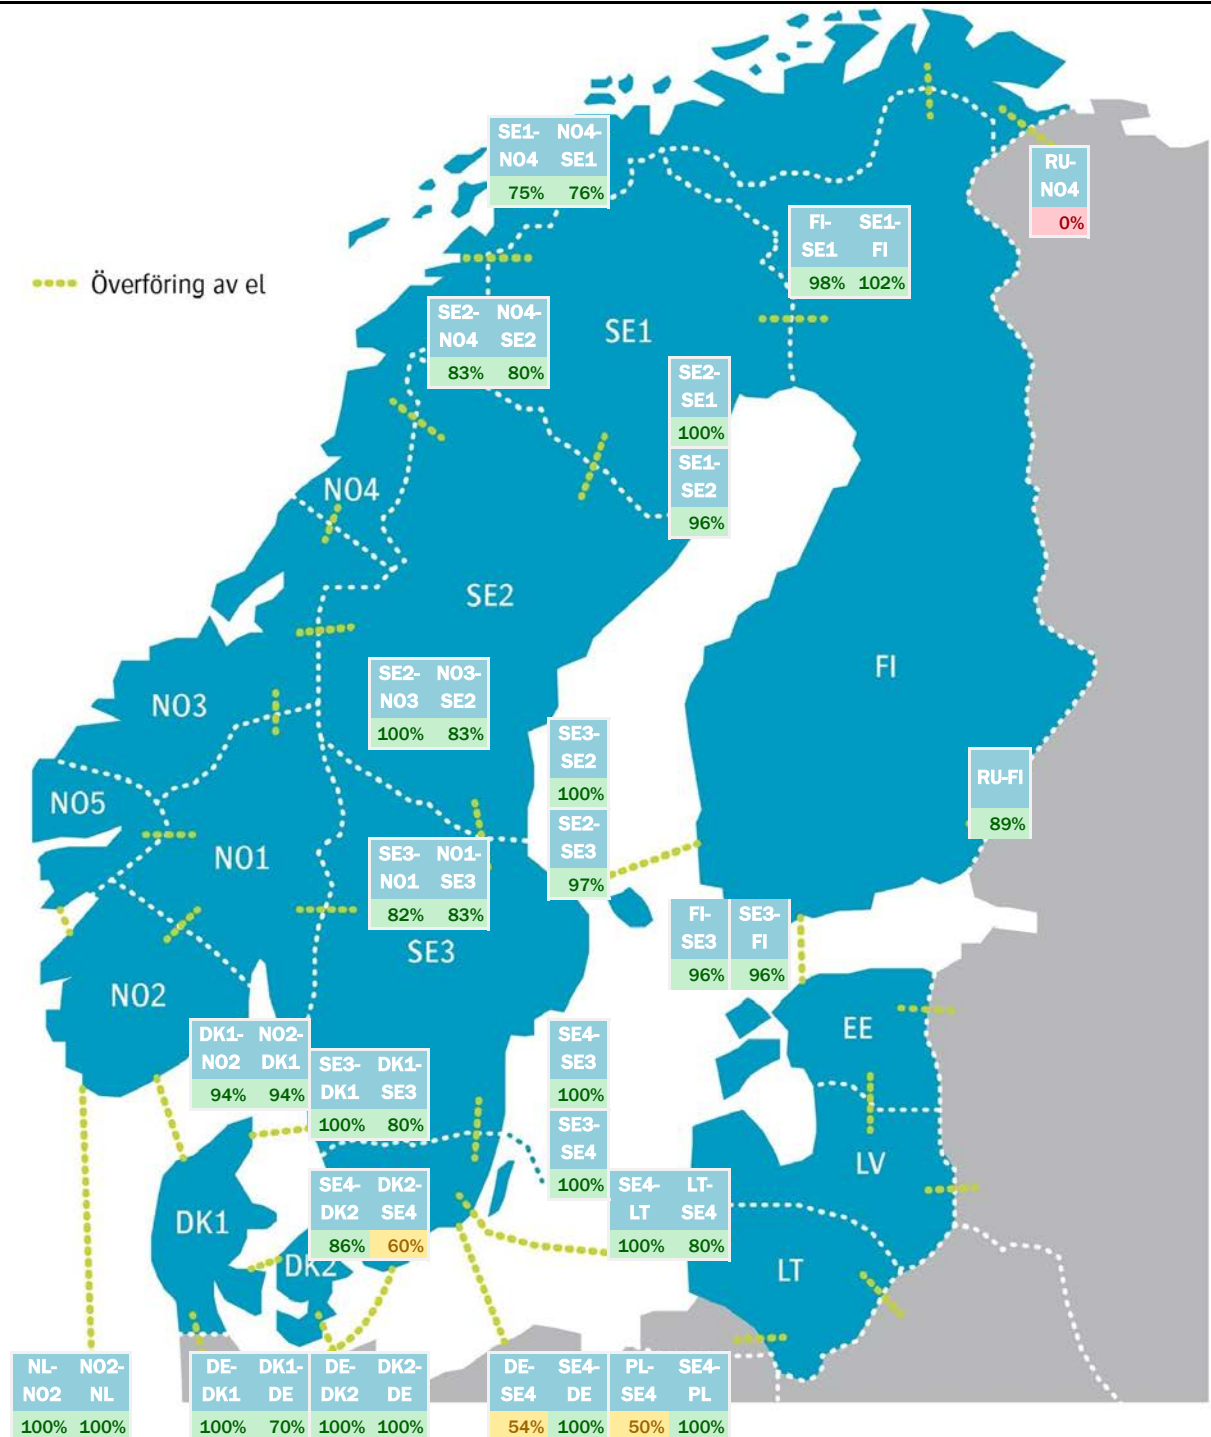 SE1- NO4-
NO4 SE1
75% 76%
RU-
NO4
0%
FI- SE1-
SE1 FI
98% 102%
Överföring av el
SE2- NO4-
NO4 SE2
83% 80%
SE1
SE2-
SE1
100%
SE1-
SE2
96%
NO4
SE2
FI
SE2- NO3-
NO3 SE2
100% 83%
NO3
SE3-
SE2
100%
SE2-
SE3
97%
RU-FI
89%
NO5
NO1
SE3- NO1-
NO1 SE3
82% 83%
SE3
FI- SE3-
SE3 FI
96% 96%
NO2
EE
DK1- NO2-
NO2 DK1
94% 94%
SE3- DK1-
DK1 SE3
100% 80%
SE4-
SE3
100%
SE3-
SE4
100%
LV
SE4- DK2-
DK2 SE4
86% 60%
SE4- LT-
LT SE4
100% 80%
DK1
DK2
LT
NL- NO2-
NO2 NL
100% 100%
DE- DK1-
DK1 DE
100% 70%
DE- DK2-
DK2 DE
100% 100%
DE- SE4-
SE4 DE
54% 100%
PL- SE4-
SE4 PL
50% 100%